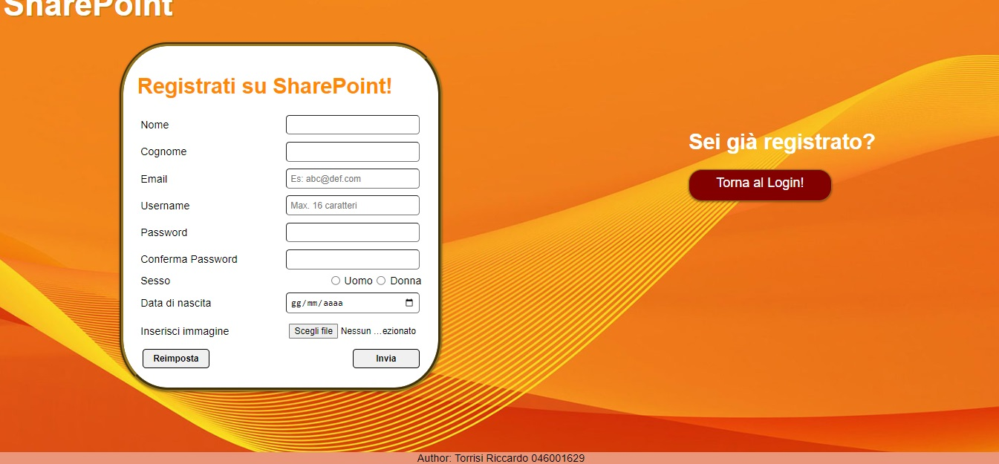 SharePoint
Registrati su SharePoint!
Nome
Cognome
Email Es: abc@def.com
Username Max. 16 caratteri
Password
Conferma Password
Sesso Uomo Donna
Data di nascita gg/mm/aaaa
Inserisci immagine Scegli file Nessun ...ezionato
Reimposta Invia
Sei già registrato?
Torna al Login!
Author: Torrisi Riccardo 046001629